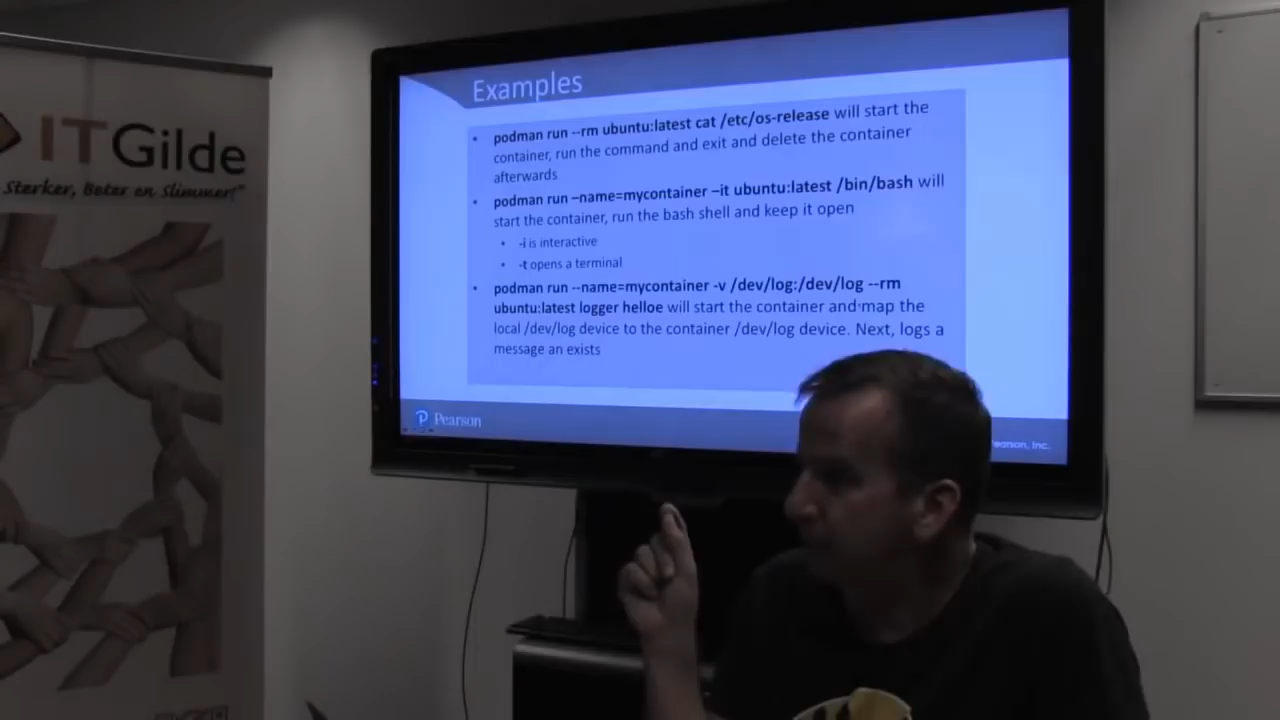 ITGilde
Sterker, Beter en Slimmer!"
Examples
• podman run --rm ubuntu:latest cat /etc/os-release will start the
container, run the command and exit and delete the container
afterwards
• podman run –name=mycontainer –it ubuntu:latest /bin/bash will
start the container, run the bash shell and keep it open
• -i is interactive
• -t opens a terminal
• podman run --name=mycontainer -v /dev/log:/dev/log --rm
ubuntu:latest logger helloe will start the container and map the
local /dev/log device to the container /dev/log device. Next, logs a
message an exists
Pearson
Pearson, Inc.